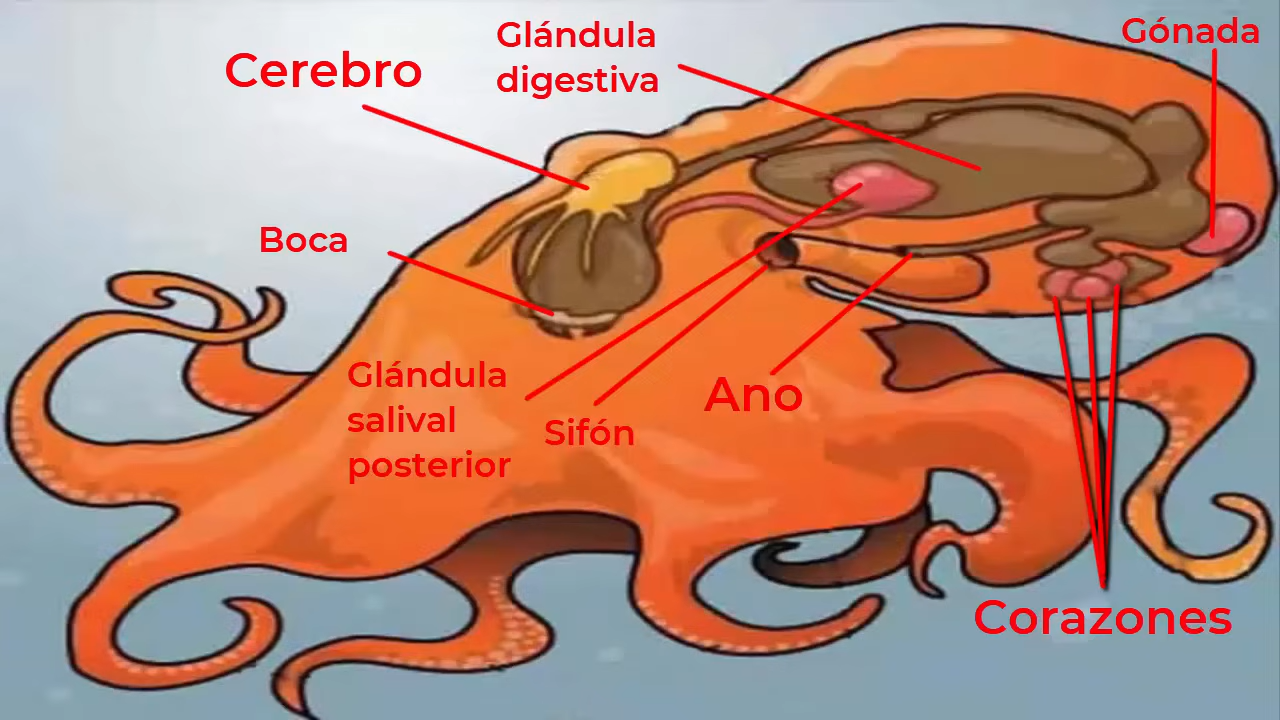 Glándula
digestiva
Gónada
Cerebro
Boca
Glándula
salival
posterior
Sifón
Ano
Corazones